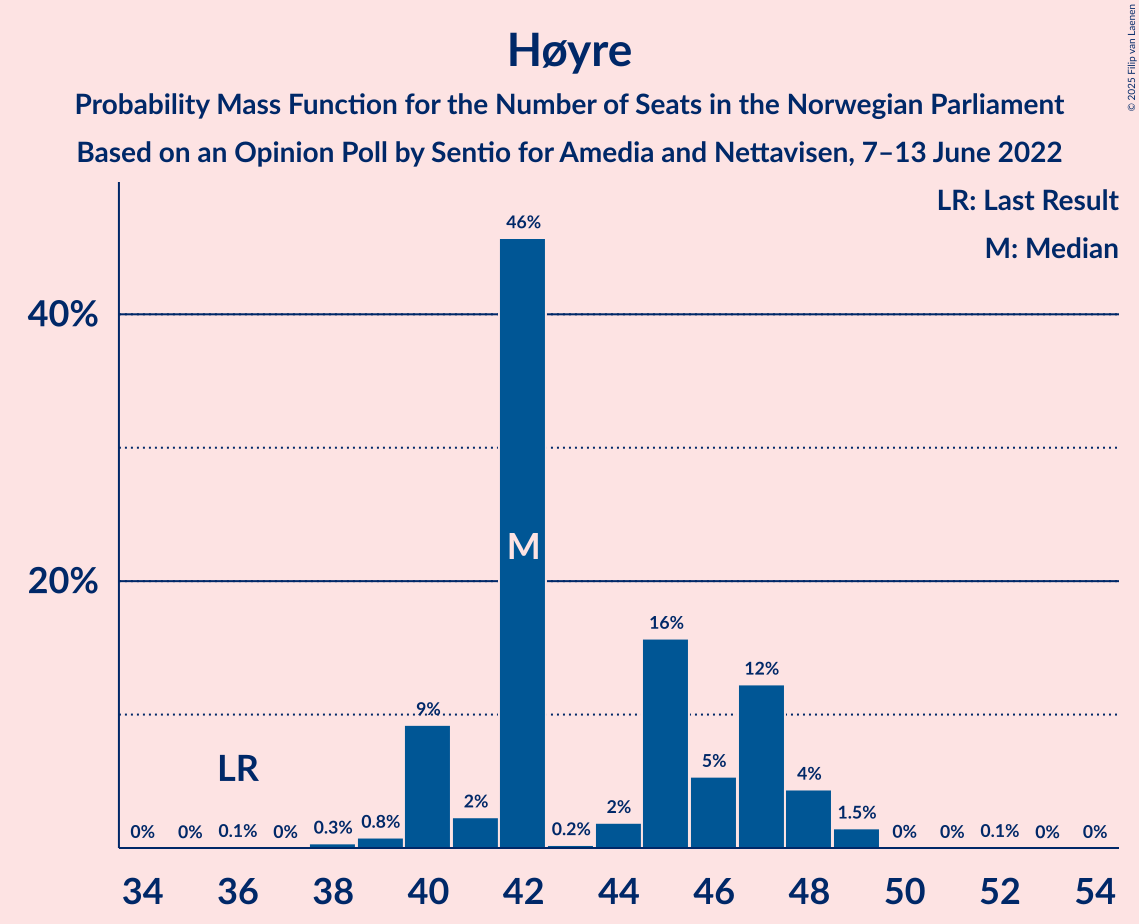 Høyre
Probability Mass Function for the Number of Seats in the Norwegian Parliament
Based on an Opinion Poll by Sentio for Amedia and Nettavisen, 7–13 June 2022
© 2025 Filip van Laenen
LR: Last Result
M: Median
40%
20%
0% 0% 0.1% 0% 0.3% 0.8% 9% 2% 46% 0.2% 2% 16% 5% 12% 4% 1.5% 0% 0% 0.1% 0% 0%
LR
M
34 36 38 40 42 44 46 48 50 52 54